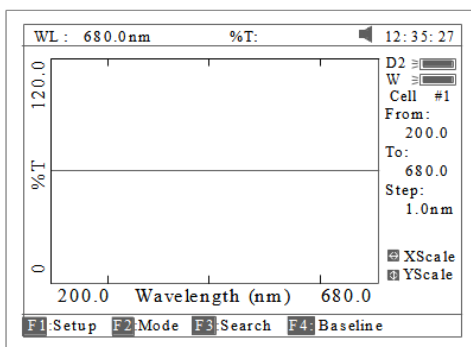 WL: 680.0nm %T: 12:35:27
120.0
%T
0
200.0 Wavelength (nm) 680.0
D2
W
Cell #1
From:
200.0
To:
680.0
Step:
1.0nm
XScale
YScale
F1:Setup F2:Mode F3:Search F4:Baseline